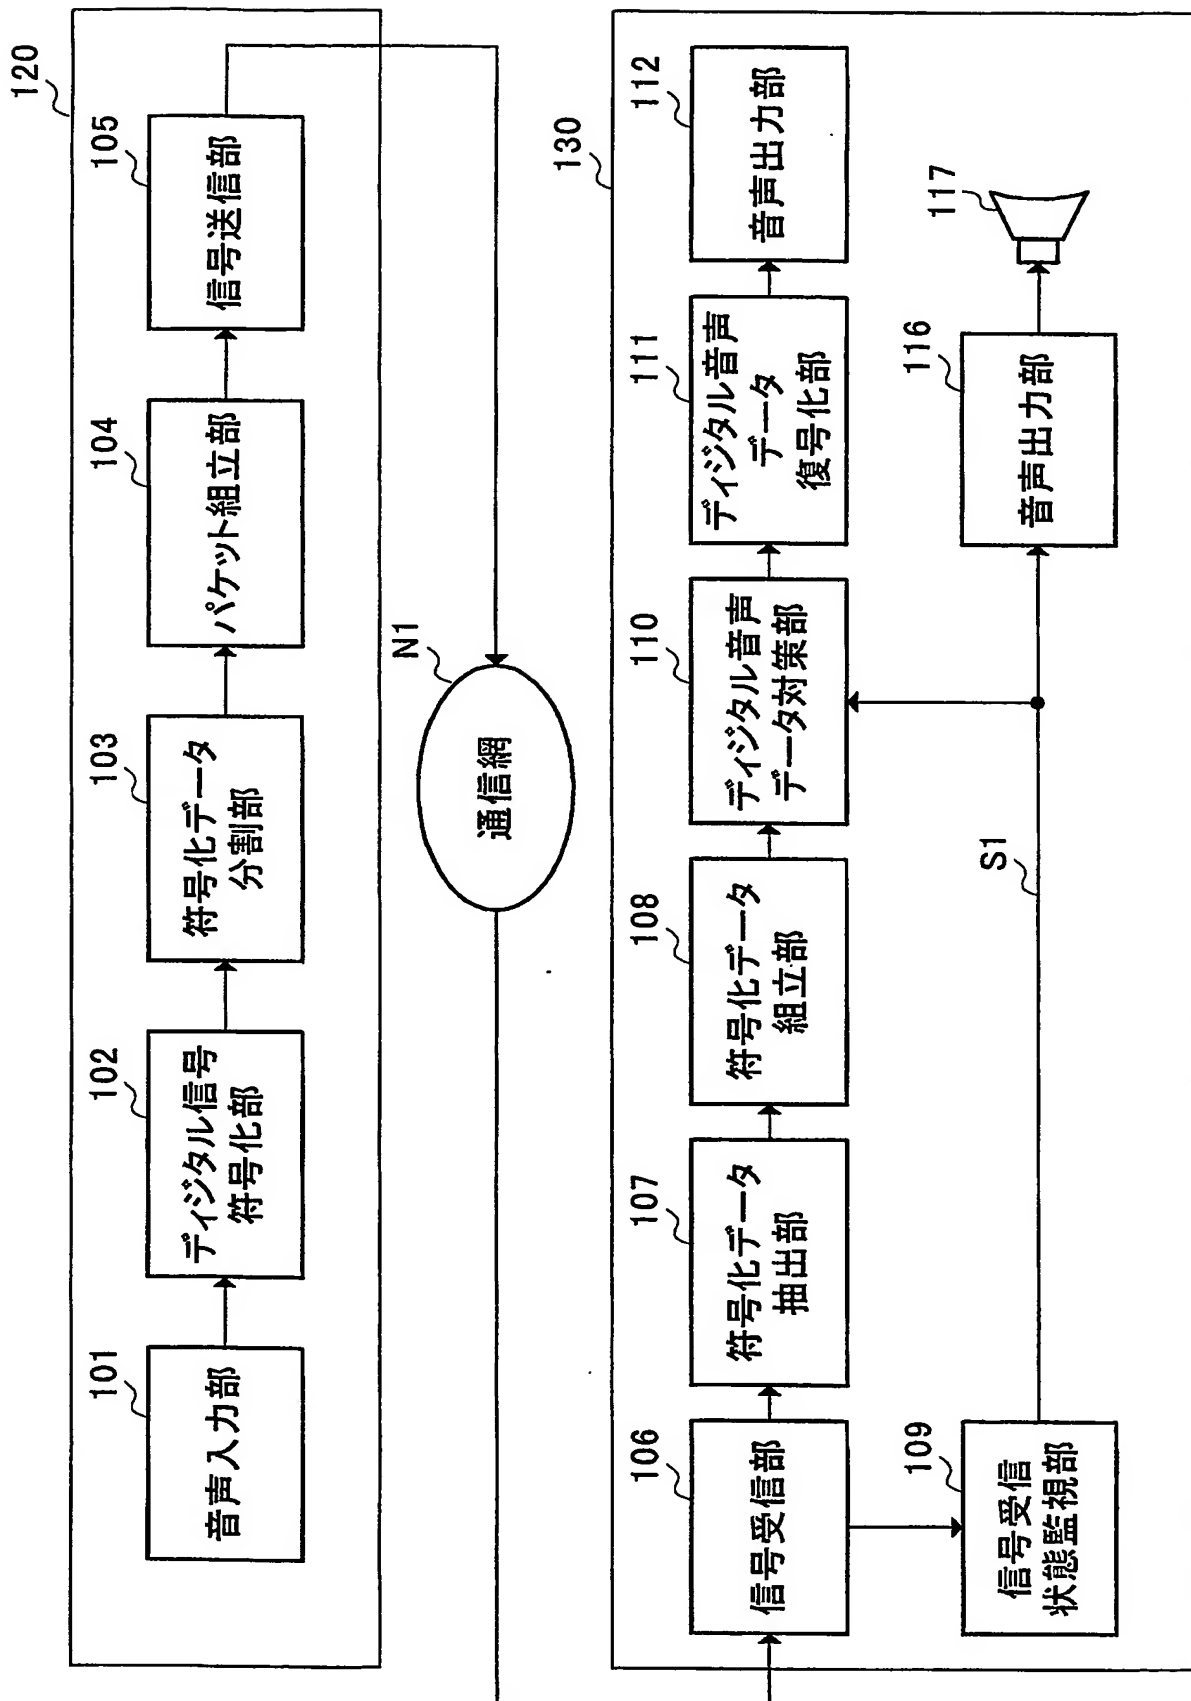 120
101
音声入力部
102
ディジタル信号
符号化部
103
符号化データ
分割部
104
パケット組立部
105
信号送信部
N1
通信網
130
106
信号受信部
107
符号化データ
抽出部
108
符号化データ
組立部
110
ディジタル音声
データ対策部
111
ディジタル音声
データ
復号化部
112
音声出力部
109
信号受信
状態監視部
S1
116
音声出力部
117